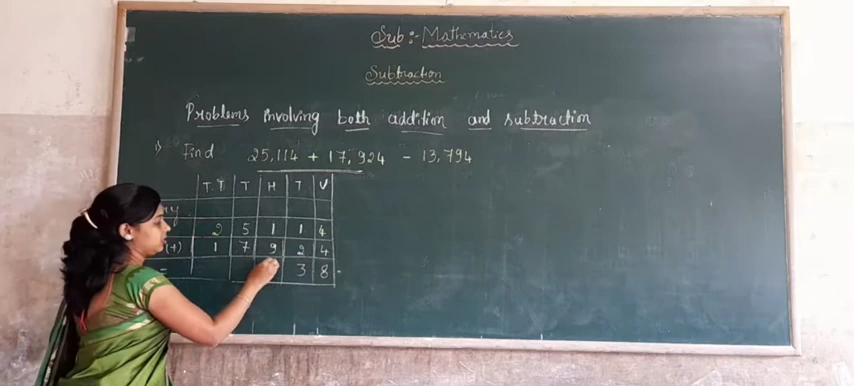 Sub:- Mathematics
Subtraction
Problems involving both addition and subtraction
1) Find 25,114 + 17,924 - 13,794
T.T T H T U
2 5 1 1 4
(+) 1 7 9 2 4
= 3 8